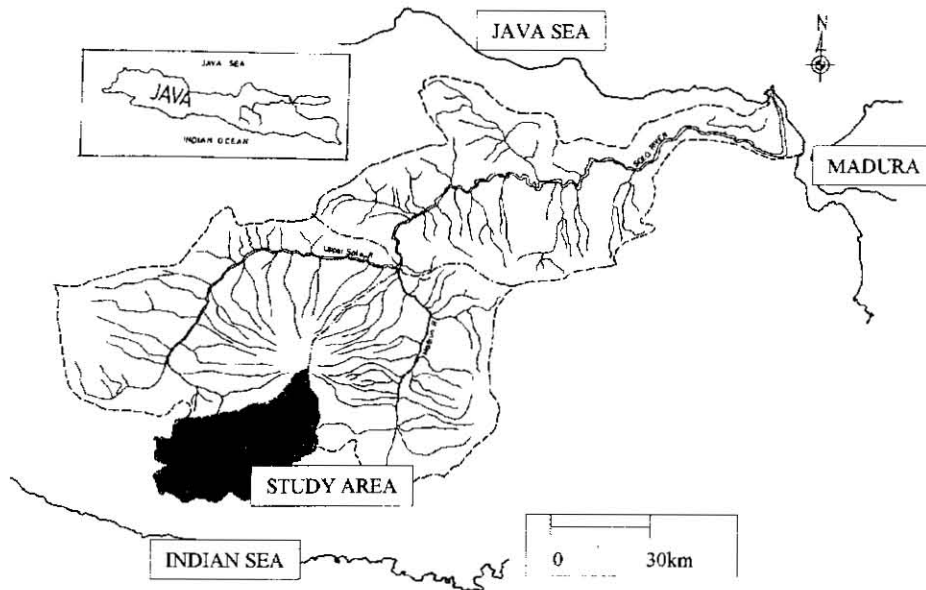 JAVA SEA
N
JAVA SEA
JAVA
INDIAN OCEAN
SOLO RIVER
MADURA
Upper Solo R
STUDY AREA
INDIAN SEA
0 30km